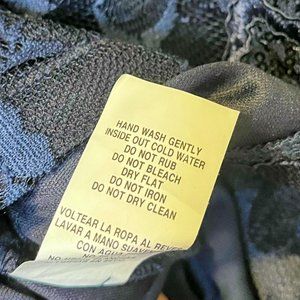 HAND WASH GENTLY
INSIDE OUT COLD WATER
DO NOT RUB
DO NOT BLEACH
DRY FLAT
DO NOT IRON
DO NOT DRY CLEAN
VOLTEAR LA ROPA AL REVES
LAVAR A MANO SUAVEMENTE
CON AGUA